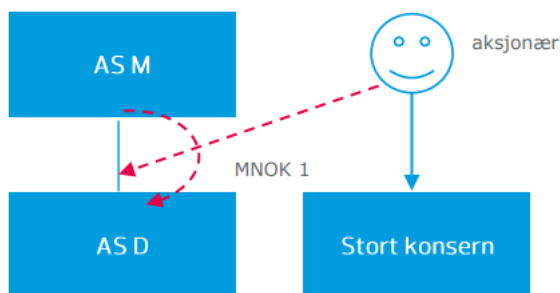 AS M
aksjonær
MNOK 1
AS D
Stort konsern